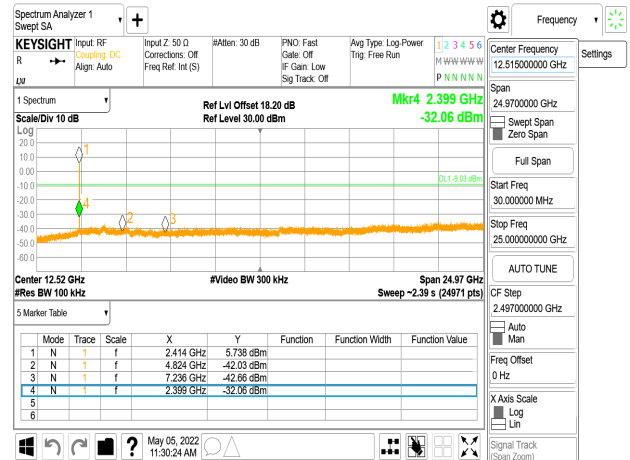 Spectrum Analyzer 1
Swept SA
Frequency
KEYSIGHT
R
Input: RF
Coupling: DC
Align: Auto
Input Z: 50 Ω
Corrections: Off
Freq Ref: Int (S)
#Atten: 30 dB
PNO: Fast
Gate: Off
IF Gain: Low
Sig Track: Off
Avg Type: Log-Power
Trig: Free Run
1 2 3 4 5 6
M W W W W W
P N N N N N
1 Spectrum
Scale/Div 10 dB
Ref Lvl Offset 18.20 dB
Ref Level 30.00 dBm
Mkr4 2.399 GHz
-32.06 dBm
Log
20.0
10.0
0.00
-10.0
-20.0
-30.0
-40.0
-50.0
-60.0
1
2
3
4
DL1 -9.03 dBm
Center 12.52 GHz
#Res BW 100 kHz
#Video BW 300 kHz
Span 24.97 GHz
Sweep ~2.39 s (24971 pts)
5 Marker Table
Mode Trace Scale X Y Function Function Width Function Value
1 N 1 f 2.414 GHz 5.738 dBm
2 N 1 f 4.824 GHz -42.03 dBm
3 N 1 f 7.236 GHz -42.66 dBm
4 N 1 f 2.399 GHz -32.06 dBm
5
6
?
May 05, 2022
11:30:24 AM
Center Frequency
12.515000000 GHz
Settings
Span
24.9700000 GHz
Swept Span
Zero Span
Full Span
Start Freq
30.000000 MHz
Stop Freq
25.000000000 GHz
AUTO TUNE
CF Step
2.497000000 GHz
Auto
Man
Freq Offset
0 Hz
X Axis Scale
Log
Lin
Signal Track
(Span Zoom)